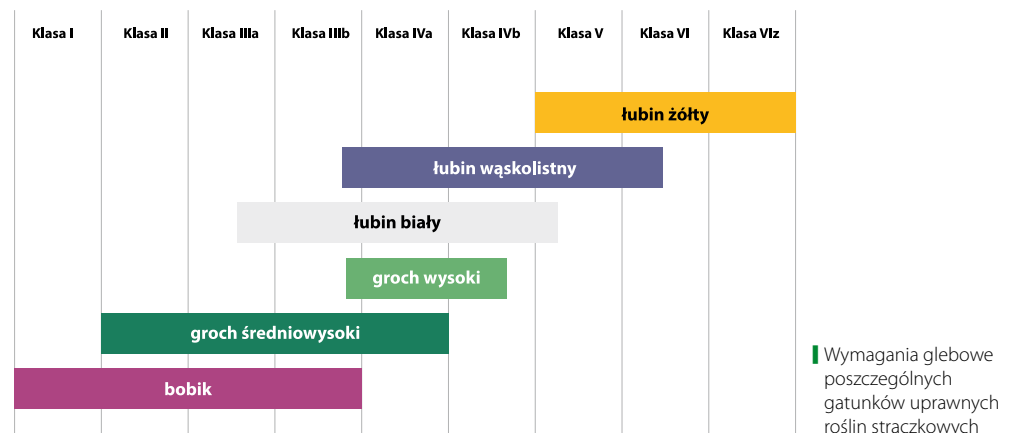 Klasa I Klasa II Klasa IIIa Klasa IIIb Klasa IVa Klasa IVb Klasa V Klasa VI Klasa VIz
łubin żółty
łubin wąskolistny
łubin biały
groch wysoki
groch średniowysoki
bobik
Wymagania glebowe
poszczególnych
gatunków uprawnych
roślin strączkowych